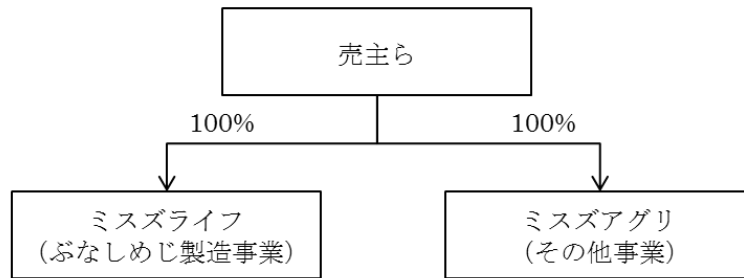 売主ら
100%
100%
ミスズライフ
(ぶなしめじ製造事業)
ミスズアグリ
(その他事業)